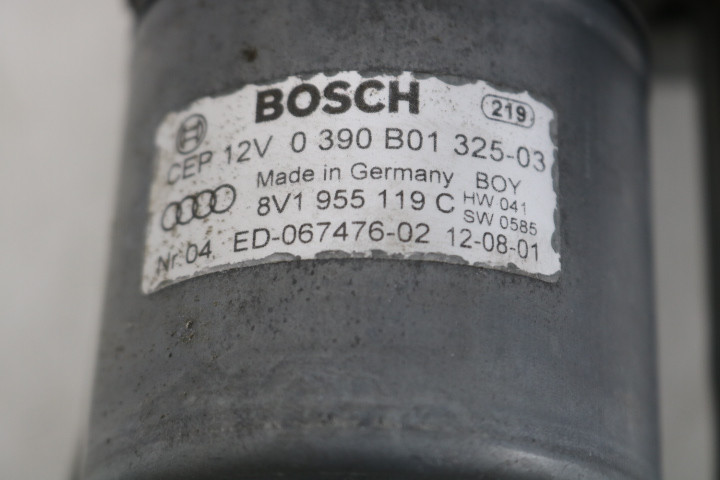 BOSCH 219
CEP 12V 0 390 B01 325-03
Made in Germany BOY
8V1 955 119 C HW 041
SW 0585
Nr.04 ED-067476-02 12-08-01